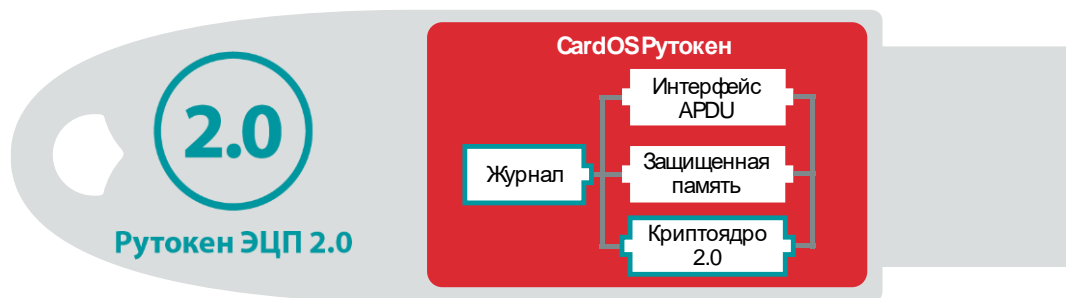 2.0
Рутокен ЭЦП 2.0
CardOS Рутокен
Интерфейс
APDU
Журнал
Защищенная
память
Криптоядро
2.0